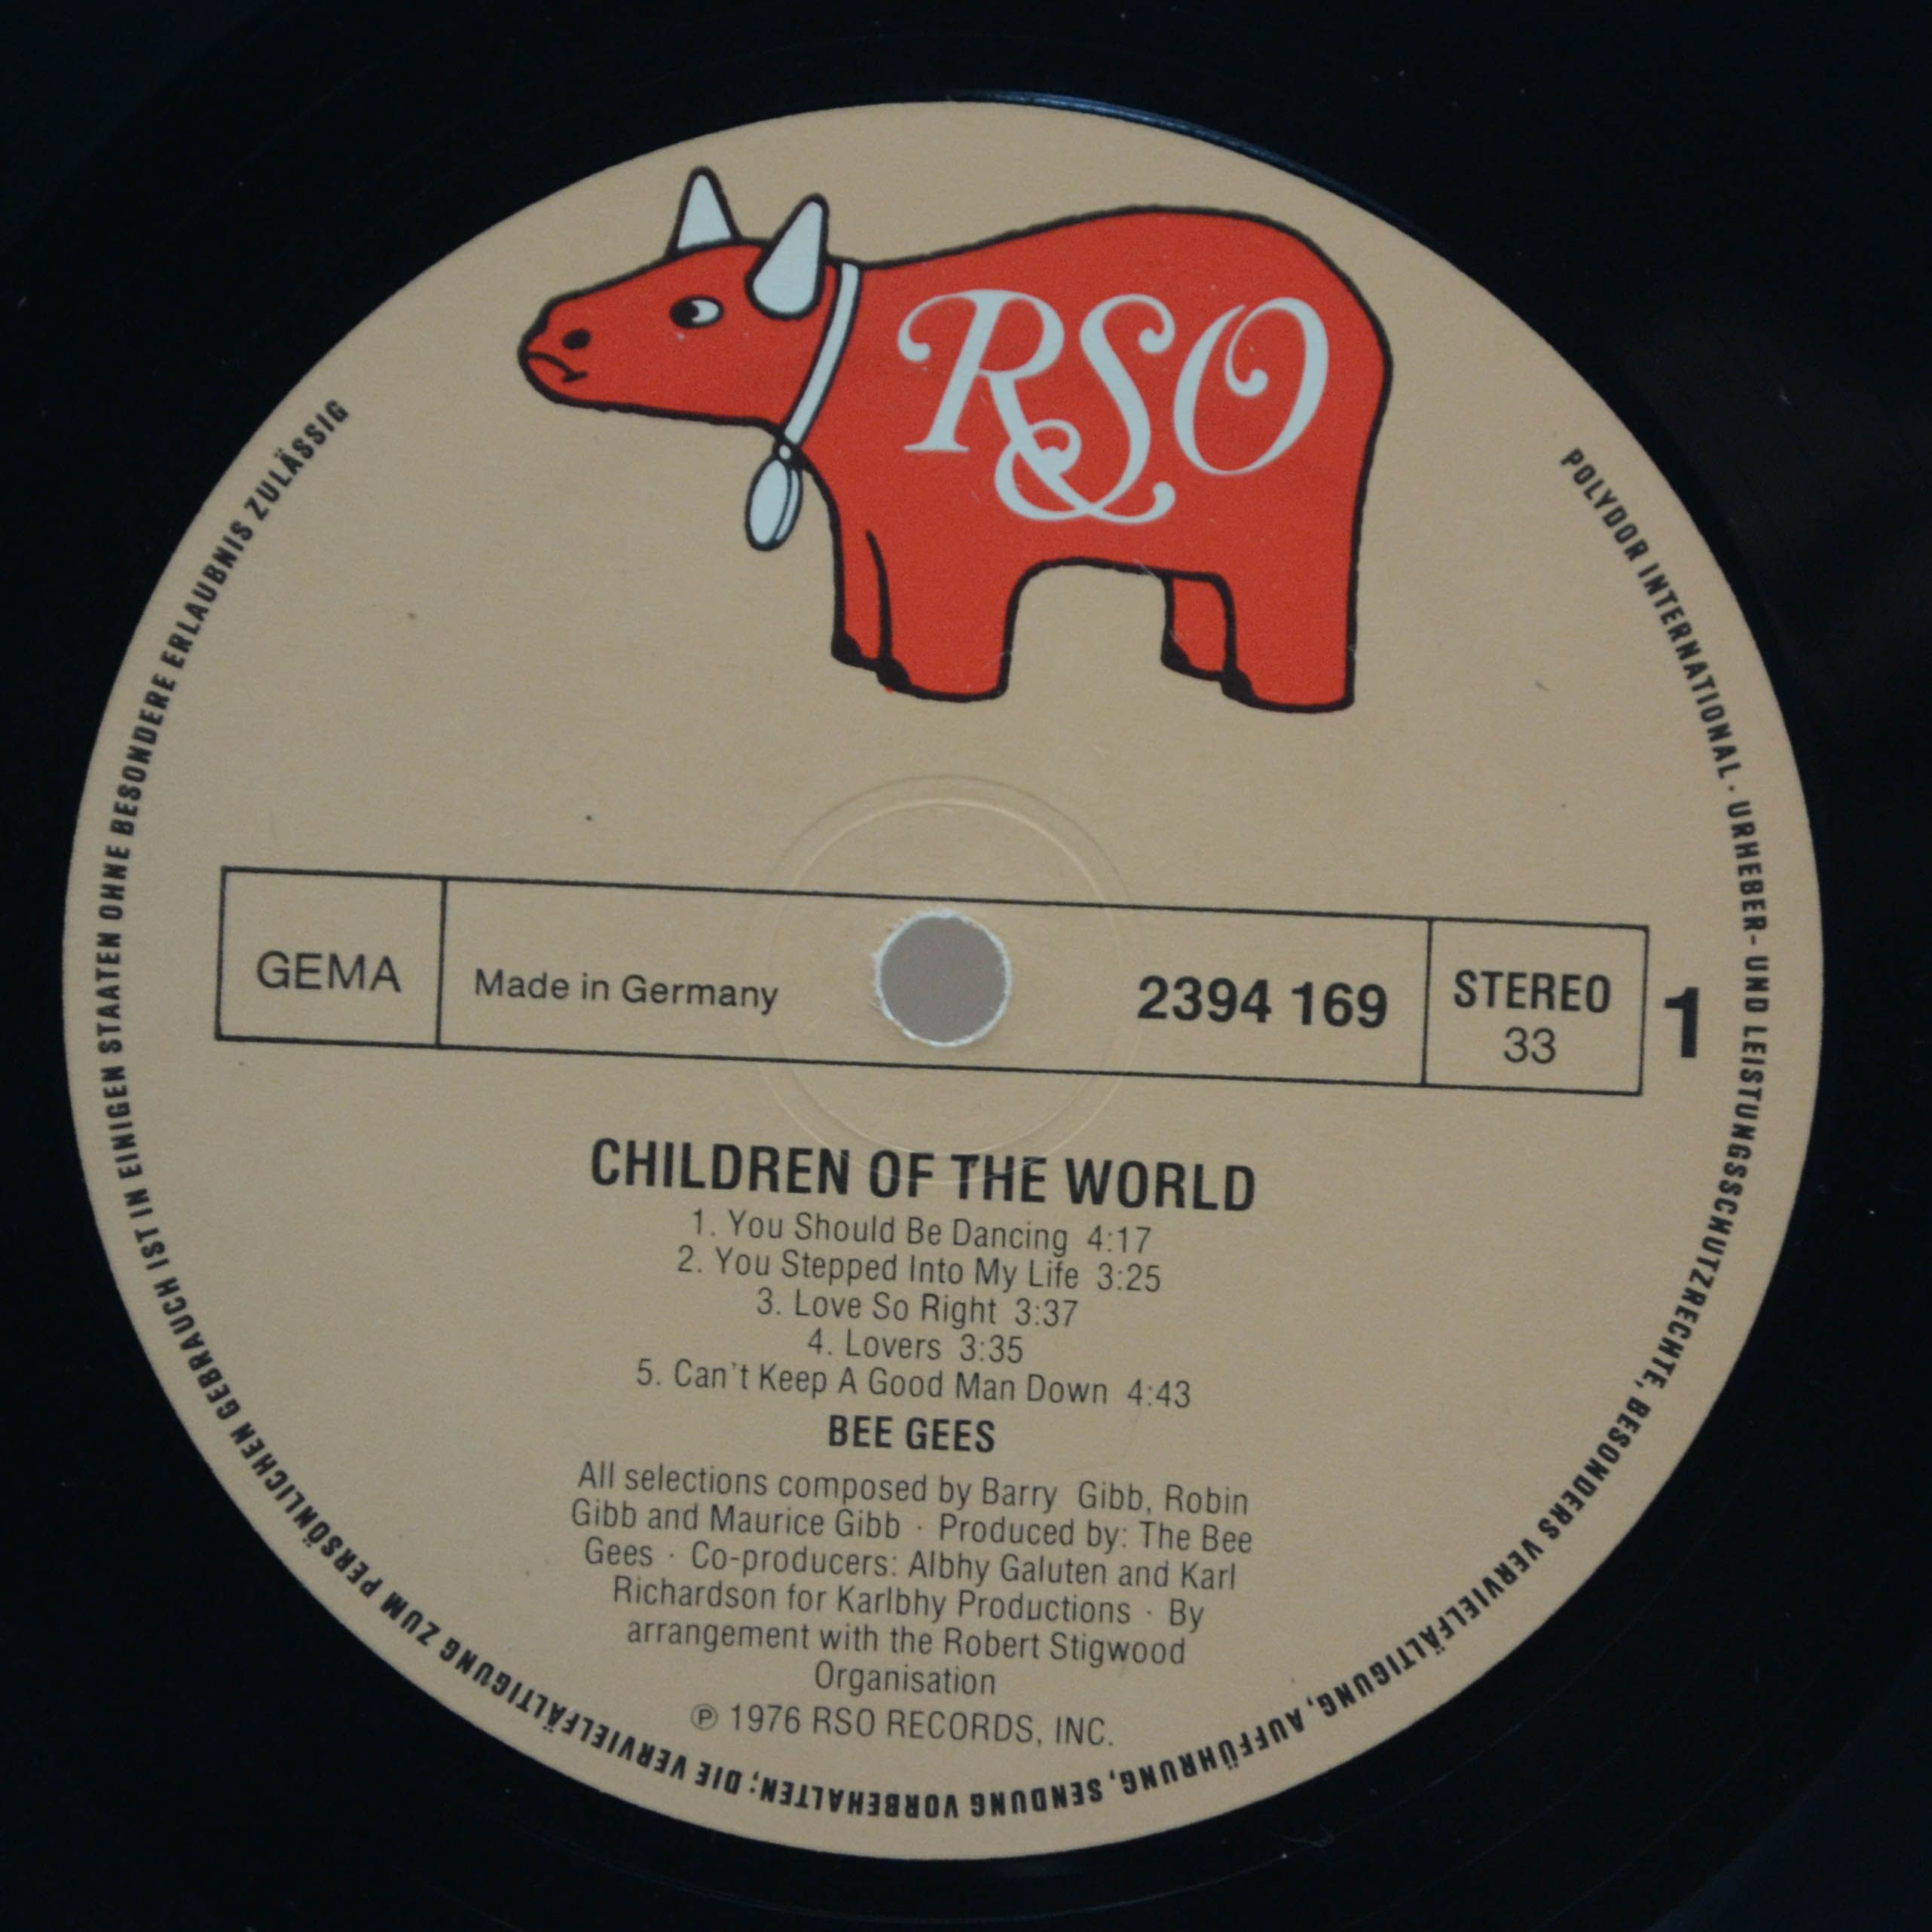 RSO
POLYDOR INTERNATIONAL · URHEBER- UND LEISTUNGSSCHUTZRECHTE, BESONDERS VERVIELFÄLTIGUNG, AUFFÜHRUNG, SENDUNG VORBEHALTEN; DIE VERVIELFÄLTIGUNG ZUM PERSÖNLICHEN GEBRAUCH IST IN EINIGEN STAATEN OHNE BESONDERE ERLAUBNIS ZULÄSSIG
GEMA
Made in Germany
2394 169
STEREO
33
1
CHILDREN OF THE WORLD
1. You Should Be Dancing 4:17
2. You Stepped Into My Life 3:25
3. Love So Right 3:37
4. Lovers 3:35
5. Can't Keep A Good Man Down 4:43
BEE GEES
All selections composed by Barry Gibb, Robin
Gibb and Maurice Gibb · Produced by: The Bee
Gees · Co-producers: Albhy Galuten and Karl
Richardson for Karlbhy Productions · By
arrangement with the Robert Stigwood
Organisation
℗ 1976 RSO RECORDS, INC.